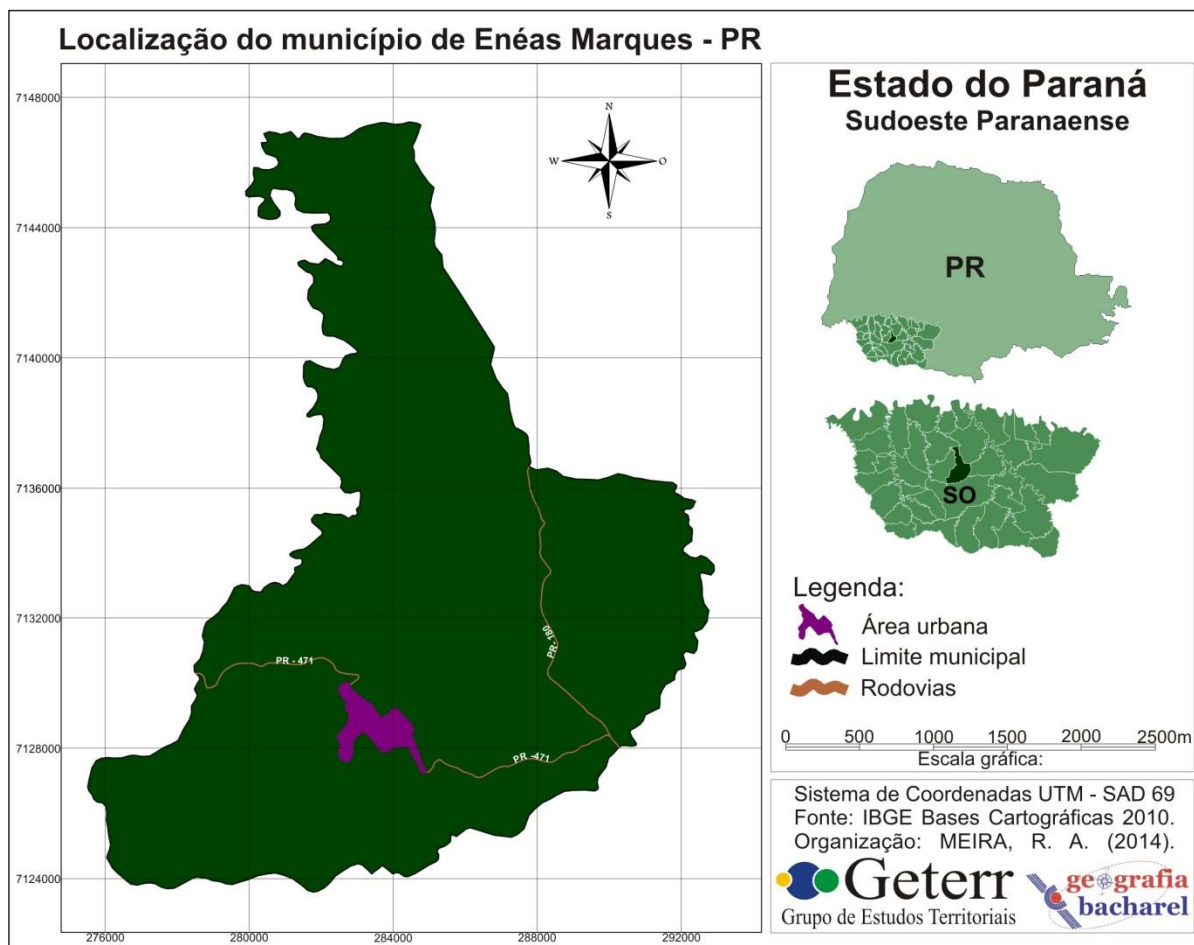 Localização do município de Enéas Marques - PR
7148000
7144000
7140000
7136000
7132000
7128000
7124000
276000
280000
284000
288000
292000
N
W
O
S
PR - 471
PR - 180
PR -471
Estado do Paraná
Sudoeste Paranaense
PR
SO
Legenda:
Área urbana
Limite municipal
Rodovias
0 500 1000 1500 2000 2500m
Escala gráfica:
Sistema de Coordenadas UTM - SAD 69
Fonte: IBGE Bases Cartográficas 2010.
Organização: MEIRA, R. A. (2014).
Geterr
Grupo de Estudos Territoriais
geografia
bacharel